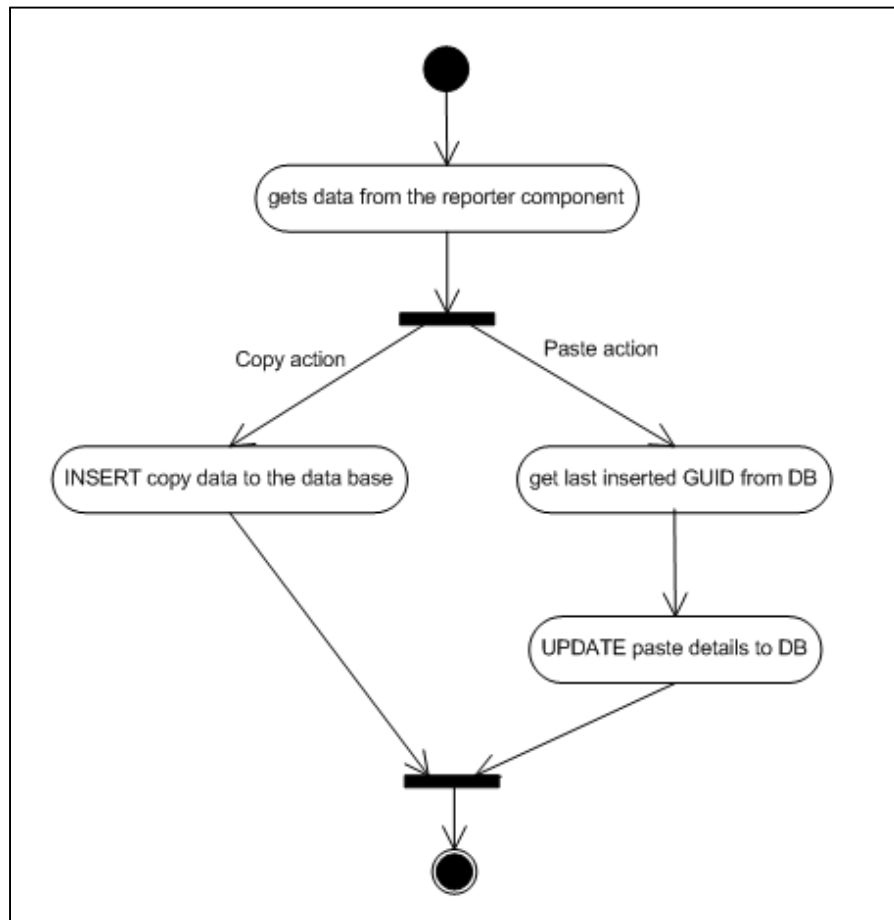 gets data from the reporter component
Copy action
Paste action
INSERT copy data to the data base
get last inserted GUID from DB
UPDATE paste details to DB